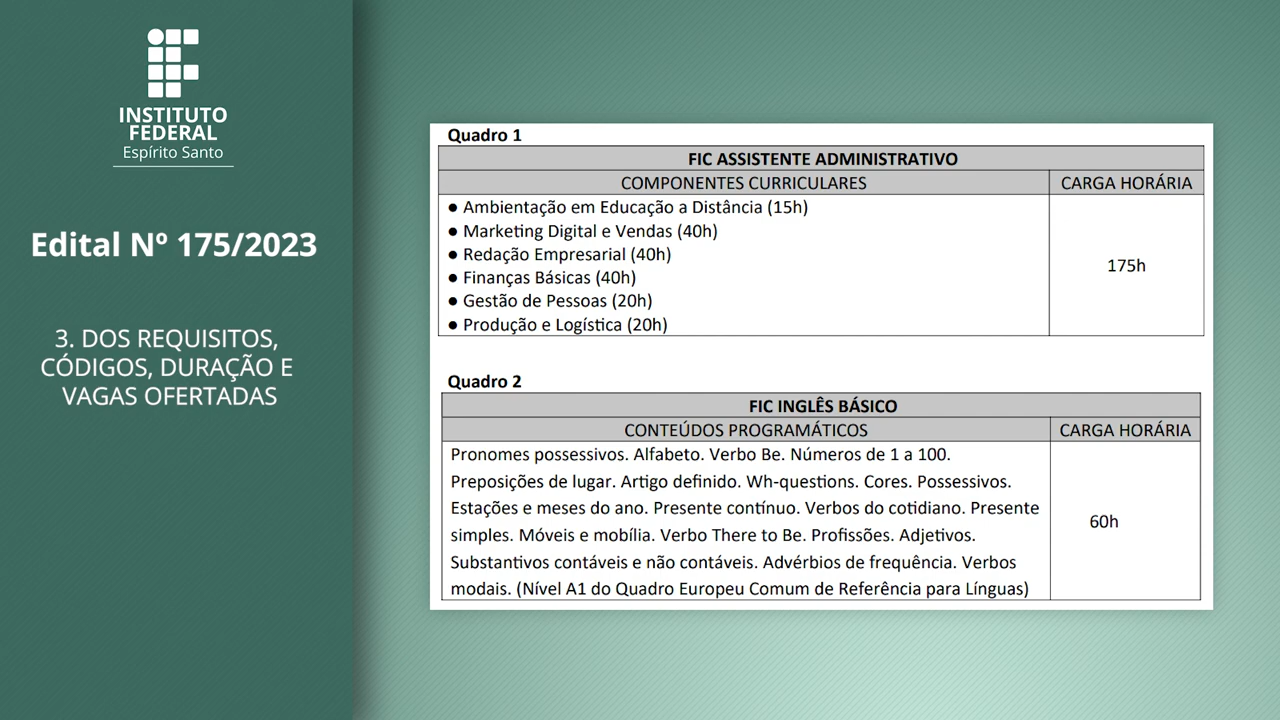 INSTITUTO
FEDERAL
Espírito Santo
Edital Nº 175/2023
3. DOS REQUISITOS,
CÓDIGOS, DURAÇÃO E
VAGAS OFERTADAS
Quadro 1
FIC ASSISTENTE ADMINISTRATIVO
COMPONENTES CURRICULARES
CARGA HORÁRIA
● Ambientação em Educação a Distância (15h)
● Marketing Digital e Vendas (40h)
● Redação Empresarial (40h)
● Finanças Básicas (40h)
● Gestão de Pessoas (20h)
● Produção e Logística (20h)
175h
Quadro 2
FIC INGLÊS BÁSICO
CONTEÚDOS PROGRAMÁTICOS
CARGA HORÁRIA
Pronomes possessivos. Alfabeto. Verbo Be. Números de 1 a 100.
Preposições de lugar. Artigo definido. Wh-questions. Cores. Possessivos.
Estações e meses do ano. Presente contínuo. Verbos do cotidiano. Presente
simples. Móveis e mobília. Verbo There to Be. Profissões. Adjetivos.
Substantivos contáveis e não contáveis. Advérbios de frequência. Verbos
modais. (Nível A1 do Quadro Europeu Comum de Referência para Línguas)
60h